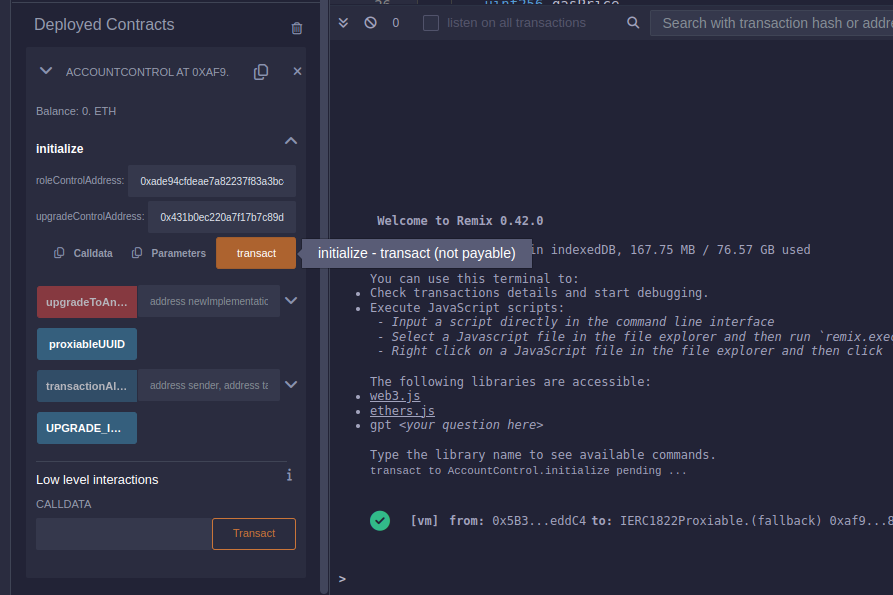 Deployed Contracts
ACCOUNTCONTROL AT 0XAF9.
Balance: 0. ETH
initialize
roleControlAddress: 0xade94cfdeae7a82237f83a3bc
upgradeControlAddress: 0x431b0ec220a7f17b7c89d
Calldata Parameters transact
initialize - transact (not payable)
upgradeToAn... address newImplementatic
proxiableUUID
transactionAl... address sender, address ta
UPGRADE_I...
Low level interactions
i
CALLDATA
Transact
uint256 gasPrice
0 listen on all transactions Search with transaction hash or addre
Welcome to Remix 0.42.0
in indexedDB, 167.75 MB / 76.57 GB used
You can use this terminal to:
• Check transactions details and start debugging.
• Execute JavaScript scripts:
- Input a script directly in the command line interface
- Select a Javascript file in the file explorer and then run `remix.exec
- Right click on a JavaScript file in the file explorer and then click
The following libraries are accessible:
• web3.js
• ethers.js
• gpt <your question here>
Type the library name to see available commands.
transact to AccountControl.initialize pending ...
[vm] from: 0x5B3...eddC4 to: IERC1822Proxiable.(fallback) 0xaf9...8
>